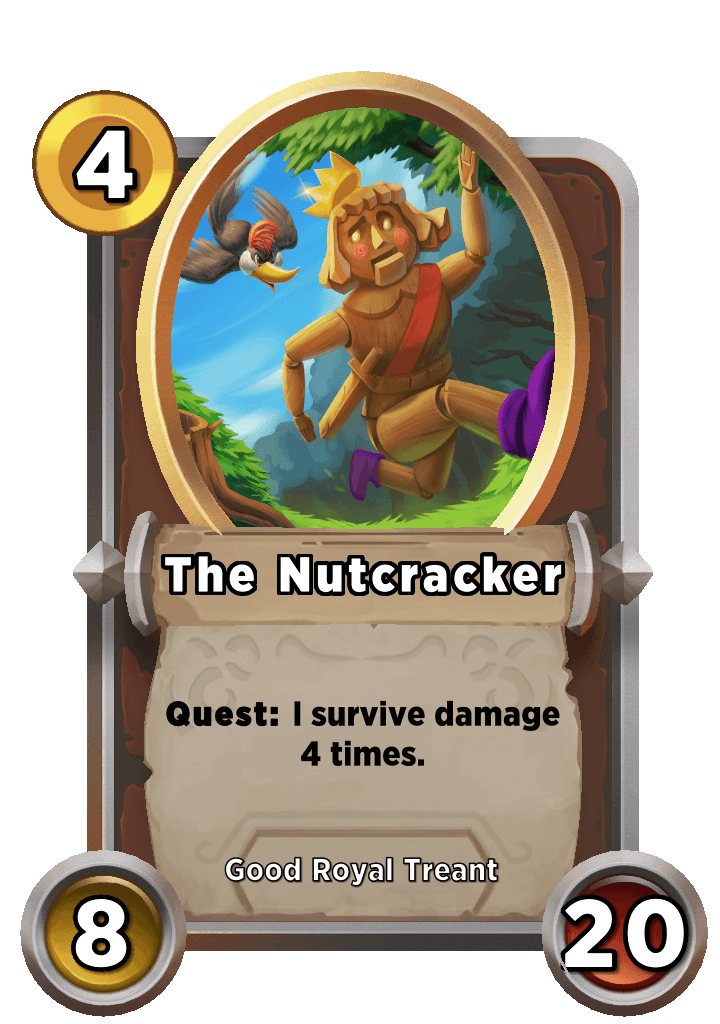 4
The Nutcracker
Quest: I survive damage
4 times.
Good Royal Treant
8
20